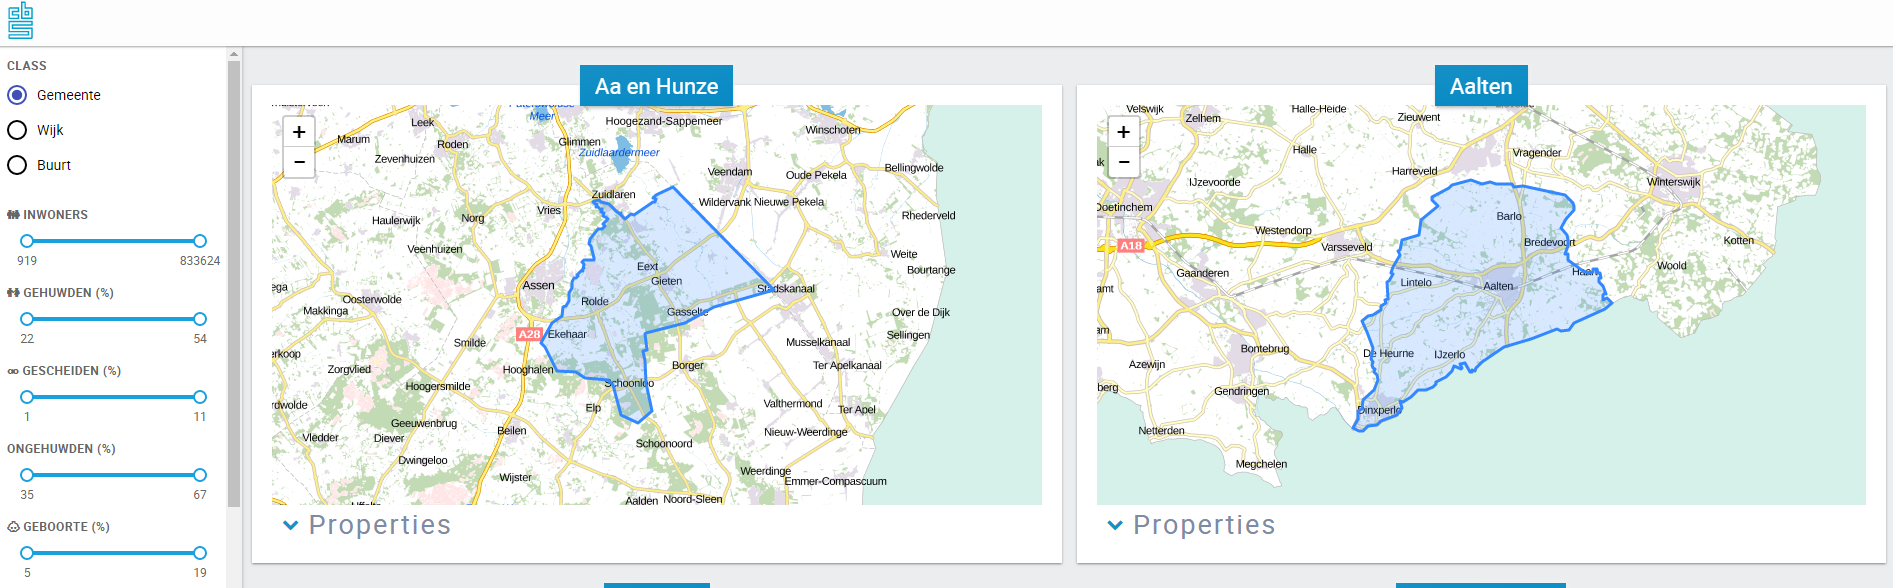 CLASS
Gemeente
Wijk
Buurt
INWONERS
919 833624
GEHUWDEN (%)
22 54
GESCHEIDEN (%)
1 11
ONGEHUWDEN (%)
35 67
GEBOORTE (%)
5 19
Aa en Hunze
+
−
Meer
Hoogezand-Sappemeer
Leek
Winschoten
Marum
Roden
Glimmen
Zuidlaardermeer
Zevenhuizen
Veendam
Oude Pekela
Bellingwolde
Zuidlaren
Wildervank
Nieuwe Pekela
Vries
Haulerwijk
Norg
Rhederveld
Veenhuizen
Weite
Eext
Bourtange
Gieten
Assen
Stadskanaal
Oosterwolde
Rolde
Makkinga
Gasselte
Over de Dijk
A28
Ekehaar
Sellingen
Smilde
Musselkanaal
Zorgvlied
Hooghalen
Borger
Ter Apelkanaal
Hoogersmilde
Schoonloo
Elp
Valthermond
Ter Apel
Geeuwenbrug
Beilen
Nieuw-Weerdinge
Vledder
Diever
Schoonoord
Dwingeloo
Weerdinge
Wijster
Emmer-Compascuum
Aalden
Noord-Sleen
Properties
Aalten
+
−
Velswijk
Halle-Heide
Zelhem
Zieuwent
Halle
Vragender
Harreveld
IJzevoorde
Winterswijk
Doetinchem
Barlo
Westendorp
A18
Varsseveld
Bredevoort
Kotten
Gaanderen
Woold
Lintelo
Aalten
Bontebrug
De Heurne
IJzerlo
Azewijn
Gendringen
Dinxperlo
Netterden
Megchelen
Properties